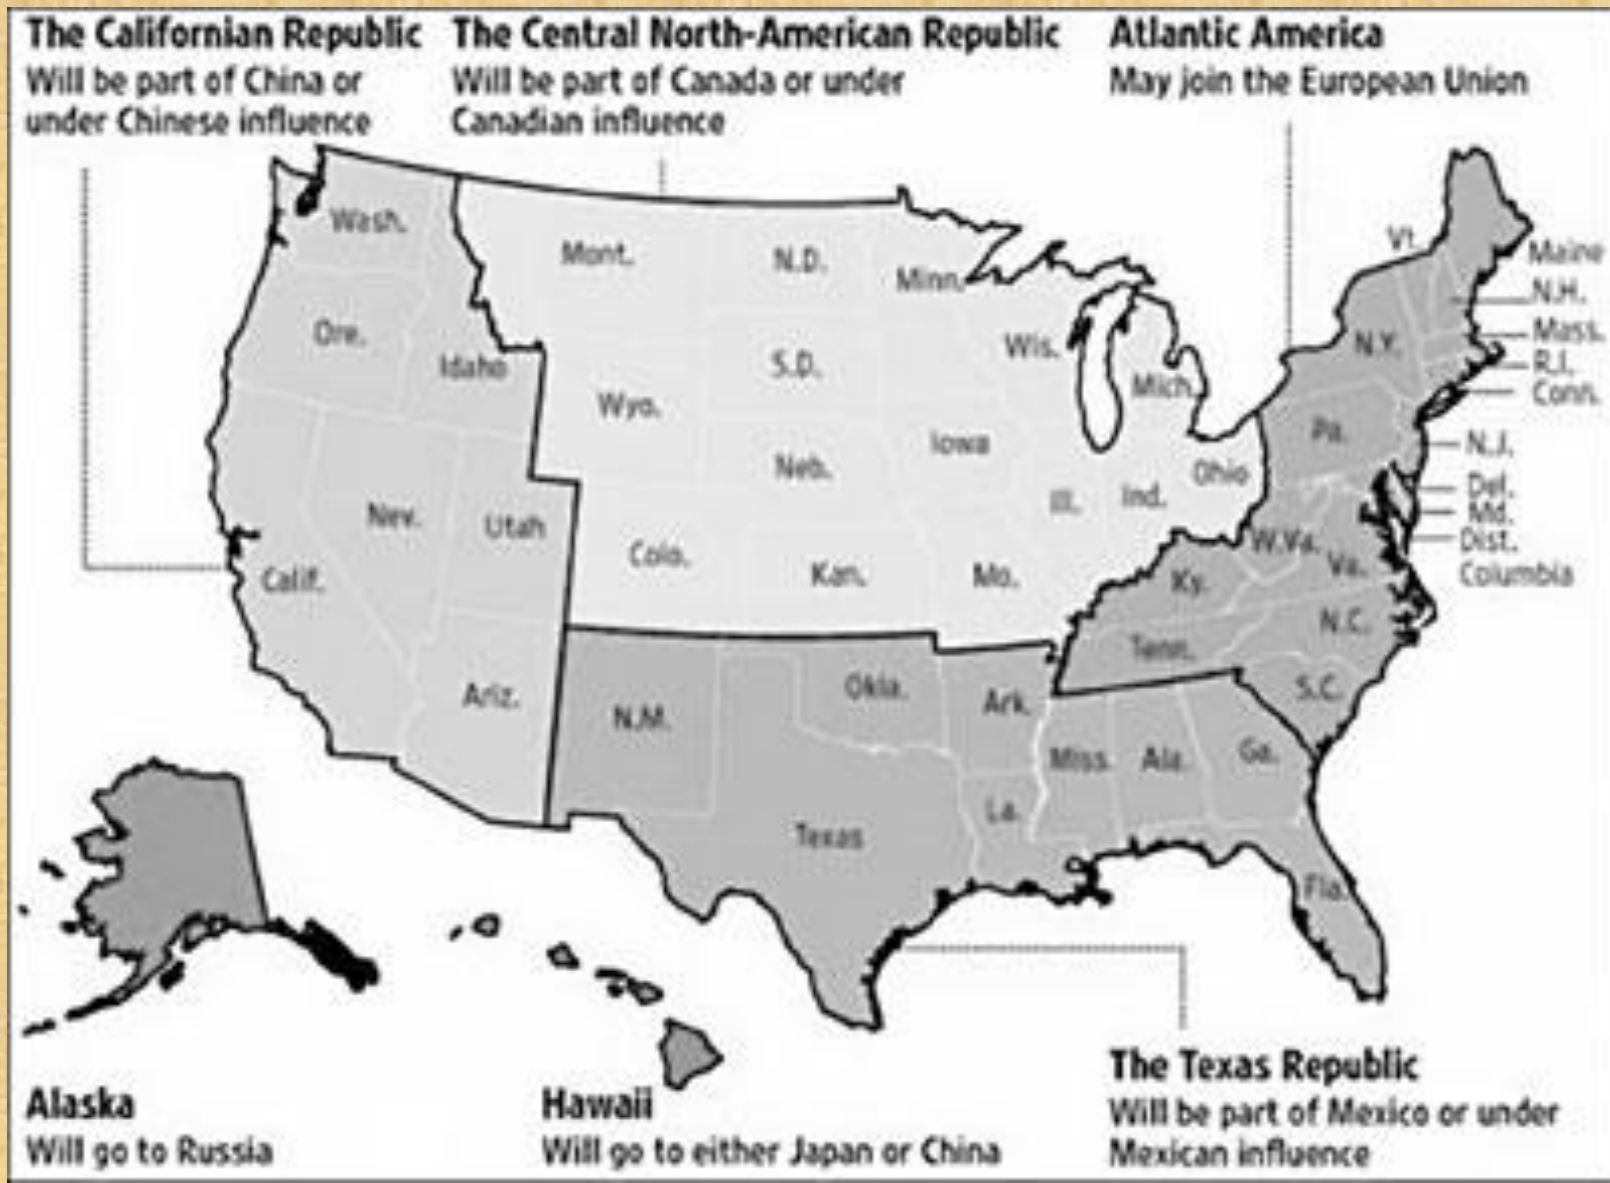 The Californian Republic
Will be part of China or
under Chinese influence
The Central North-American Republic
Will be part of Canada or under
Canadian influence
Atlantic America
May join the European Union
Wash.
Mont.
N.D.
Minn.
Vt.
Maine
N.H.
Mass.
R.I.
Conn.
Ore.
Idaho
S.D.
Wis.
Mich.
N.Y.
Wyo.
Iowa
Pa.
N.J.
Neb.
Ohio
Del.
Md.
Dist.
Columbia
Nev.
Utah
Ill.
Ind.
W.Va.
Va.
Calif.
Colo.
Kan.
Mo.
Ky.
N.C.
Tenn.
Ariz.
N.M.
Okla.
Ark.
S.C.
Miss.
Ala.
Ga.
La.
Texas
Fla.
Alaska
Will go to Russia
Hawaii
Will go to either Japan or China
The Texas Republic
Will be part of Mexico or under
Mexican influence